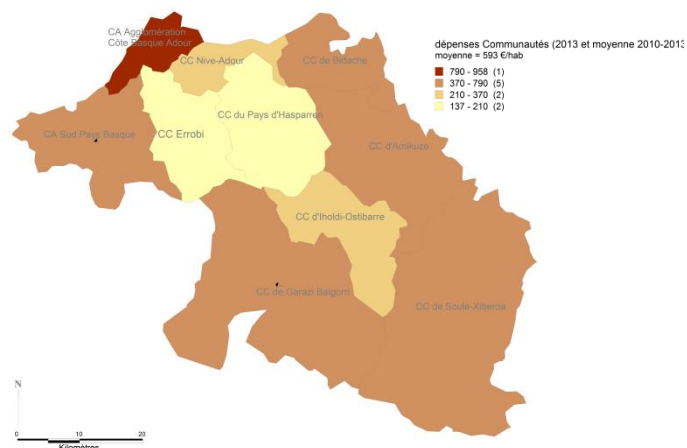 CA Agglomération
Côte Basque Adour
CC Nive-Adour
CC de Bidache
CC du Pays d'Hasparren
CC Errobi
CA Sud Pays Basque
CC d'Amikuze
CC d'Iholdi-Ostibarre
CC de Garazi Baigorri
CC de Soule-Xiberoa
dépenses Communautés (2013 et moyenne 2010-2013
moyenne = 593 €/hab
790 - 958 (1)
370 - 790 (5)
210 - 370 (2)
137 - 210 (2)
N
0 10 20
Kilomètres